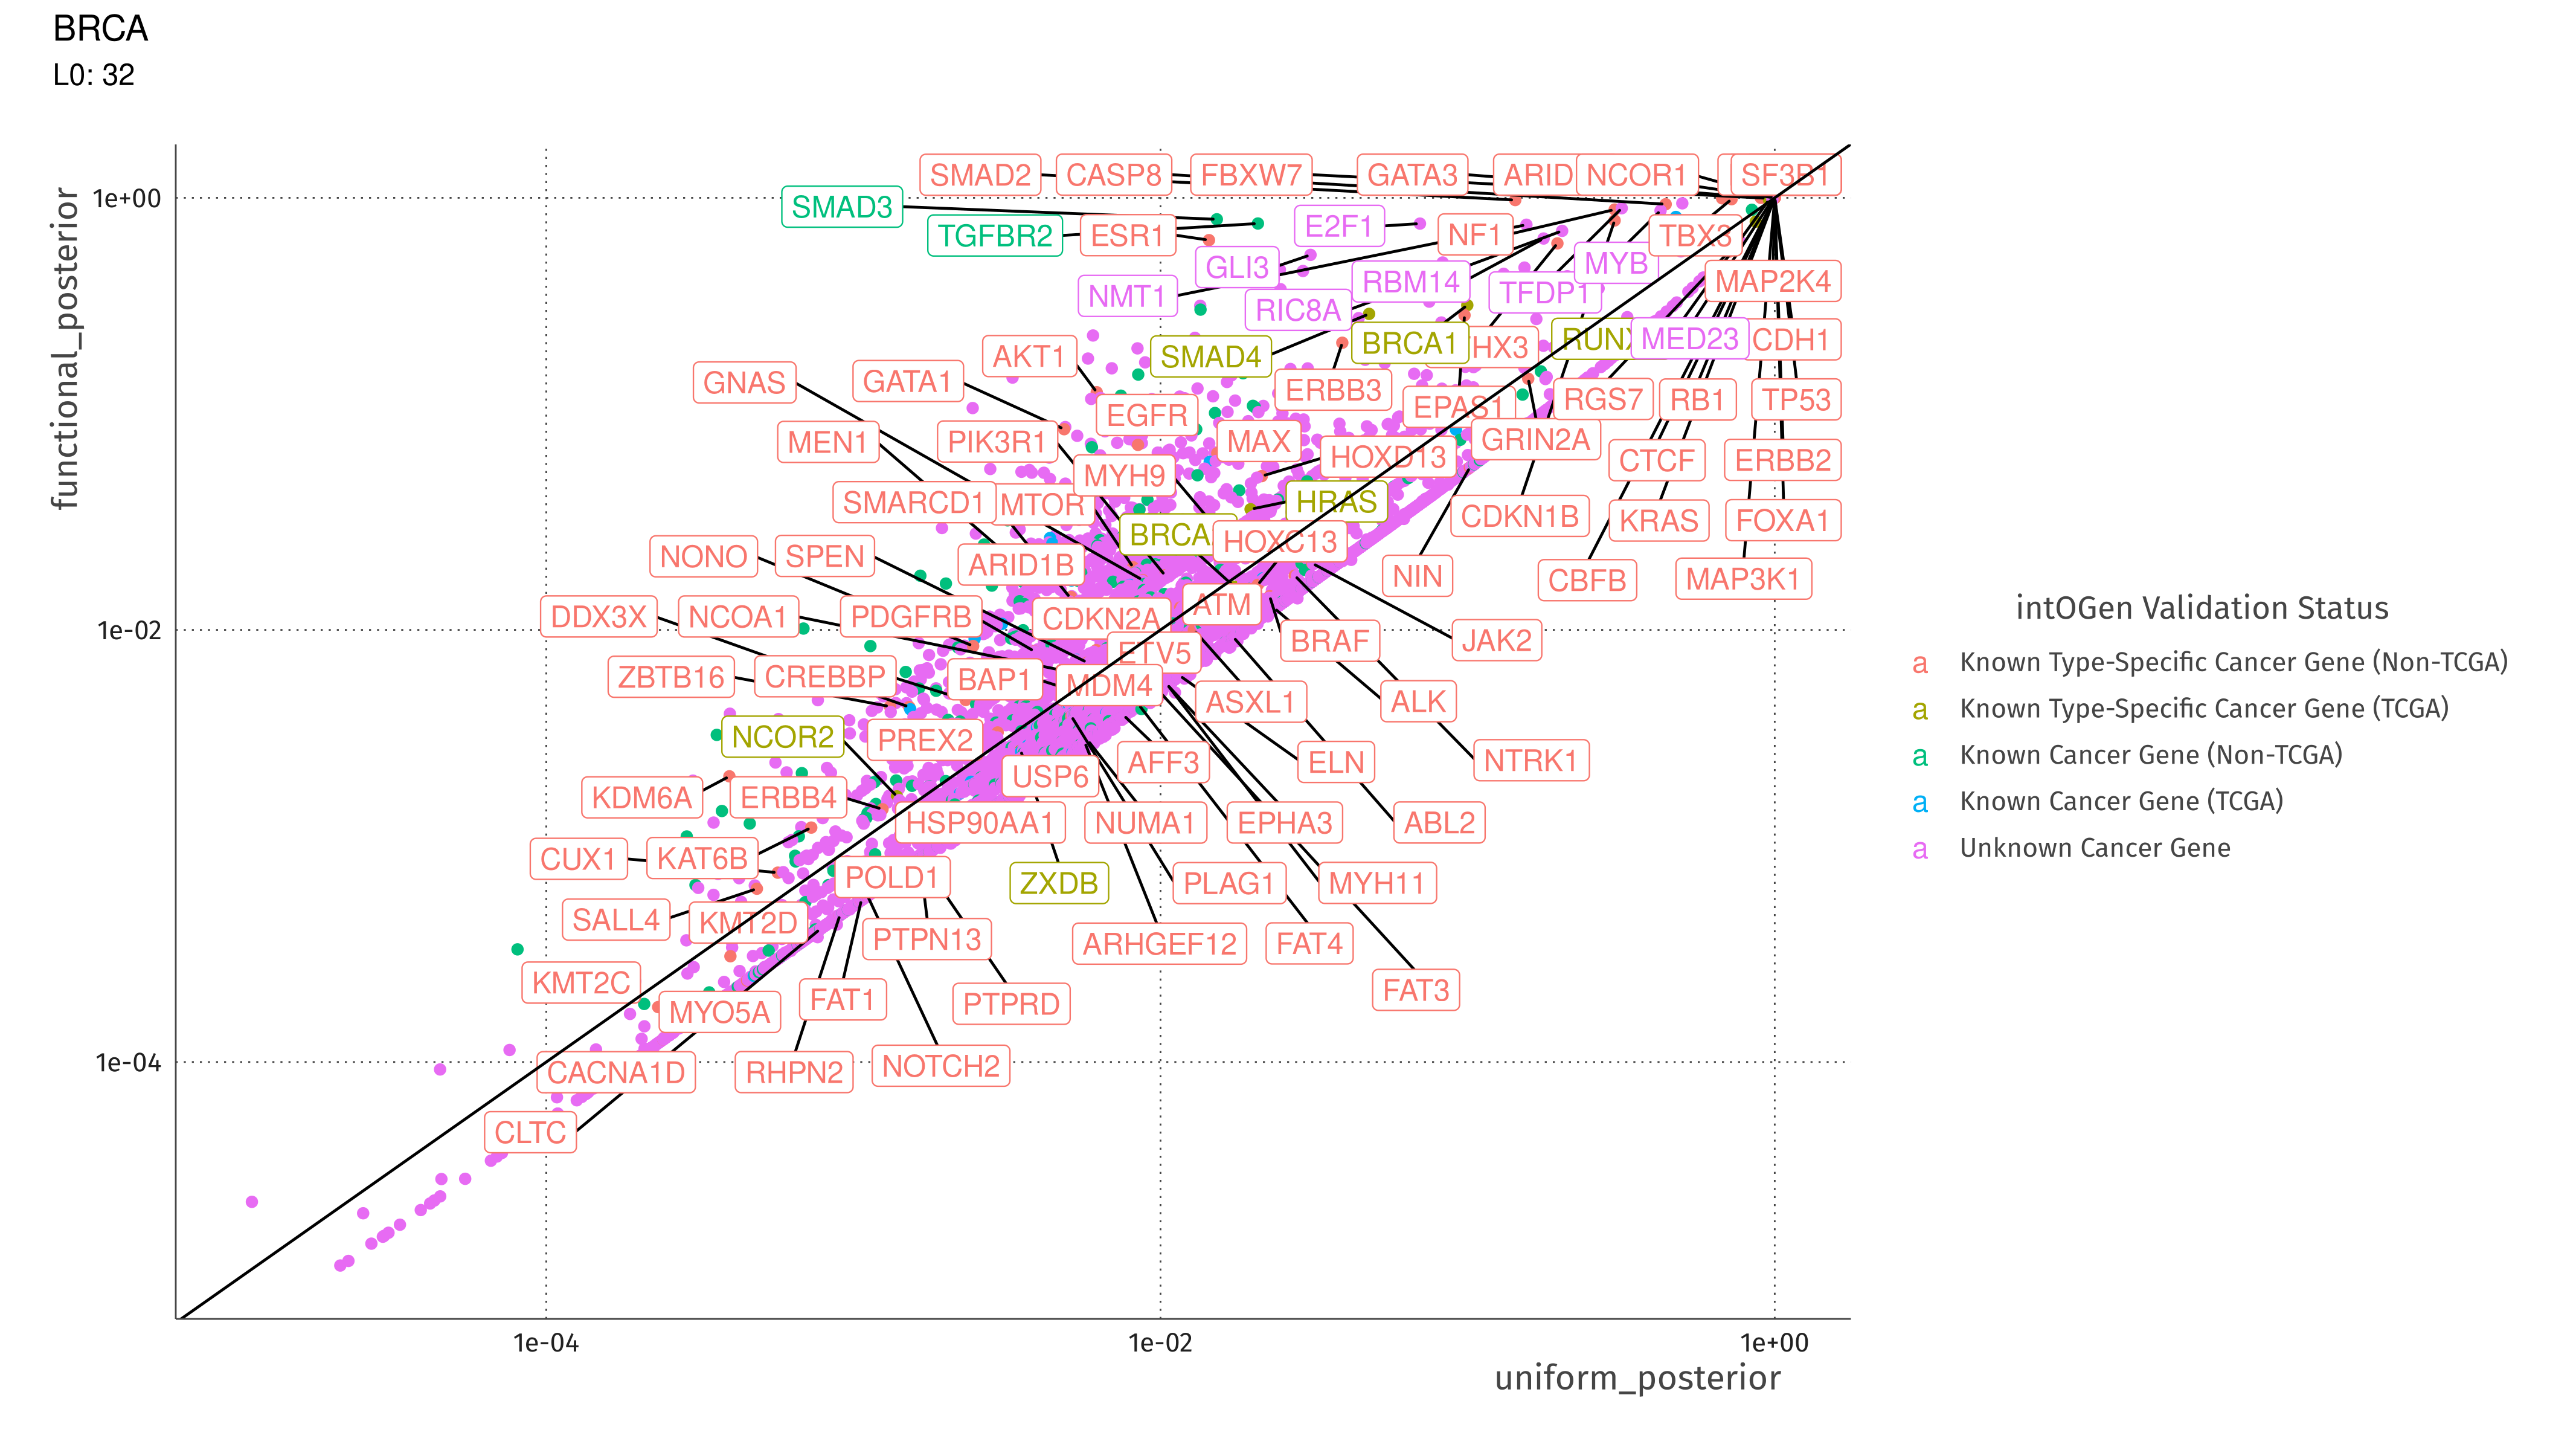 BRCA
L0: 32
functional_posterior
1e+00
1e-02
1e-04
SMAD2
CASP8
FBXW7
GATA3
ARID
NCOR1
SF3B1
SMAD3
TGFBR2
ESR1
E2F1
NF1
TBX3
GLI3
NMT1
RBM14
RIC8A
TFDP1
MYB
MAP2K4
AKT1
SMAD4
BRCA1
HX3
MED23
CDH1
GNAS
GATA1
EGFR
ERBB3
EPAS1
RGS7
RB1
TP53
MEN1
PIK3R1
MAX
HOXD13
GRIN2A
CTCF
ERBB2
MYH9
SMARCD1
MTOR
HRAS
CDKN1B
KRAS
FOXA1
BRCA
HOXC13
NONO
SPEN
ARID1B
NIN
CBFB
MAP3K1
DDX3X
NCOA1
PDGFRB
CDKN2A
ATM
BRAF
JAK2
ETV5
ZBTB16
CREBBP
BAP1
MDM4
ASXL1
ALK
NCOR2
PREX2
USP6
AFF3
ELN
NTRK1
KDM6A
ERBB4
HSP90AA1
NUMA1
EPHA3
ABL2
CUX1
KAT6B
POLD1
ZXDB
PLAG1
MYH11
SALL4
KMT2D
PTPN13
ARHGEF12
FAT4
KMT2C
MYO5A
FAT1
PTPRD
FAT3
CACNA1D
RHPN2
NOTCH2
CLTC
1e-04
1e-02
1e+00
uniform_posterior
intOGen Validation Status
a Known Type-Specific Cancer Gene (Non-TCGA)
a Known Type-Specific Cancer Gene (TCGA)
a Known Cancer Gene (Non-TCGA)
a Known Cancer Gene (TCGA)
a Unknown Cancer Gene